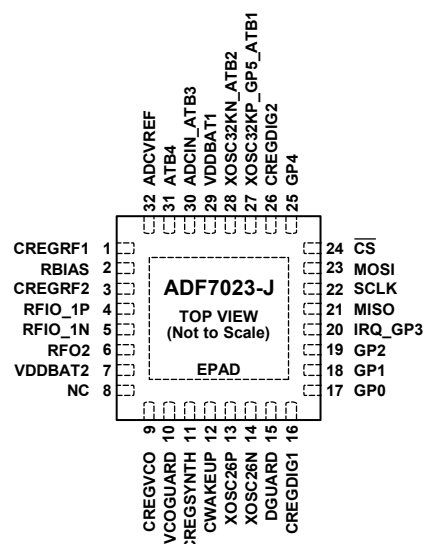 32 ADCVREF
31 ATB4
30 ADCIN_ATB3
29 VDDBAT1
28 XOSC32KN_ATB2
27 XOSC32KP_GP5_ATB1
26 CREGDIG2
25 GP4
CREGRF1 1
RBIAS 2
CREGRF2 3
RFIO_1P 4
RFIO_1N 5
RFO2 6
VDDBAT2 7
NC 8
ADF7023-J
TOP VIEW
(Not to Scale)
EPAD
24 CS
23 MOSI
22 SCLK
21 MISO
20 IRQ_GP3
19 GP2
18 GP1
17 GP0
CREGVCO 9
VCOGUARD 10
CREGSYNTH 11
CWAKEUP 12
XOSC26P 13
XOSC26N 14
DGUARD 15
CREGDIG1 16